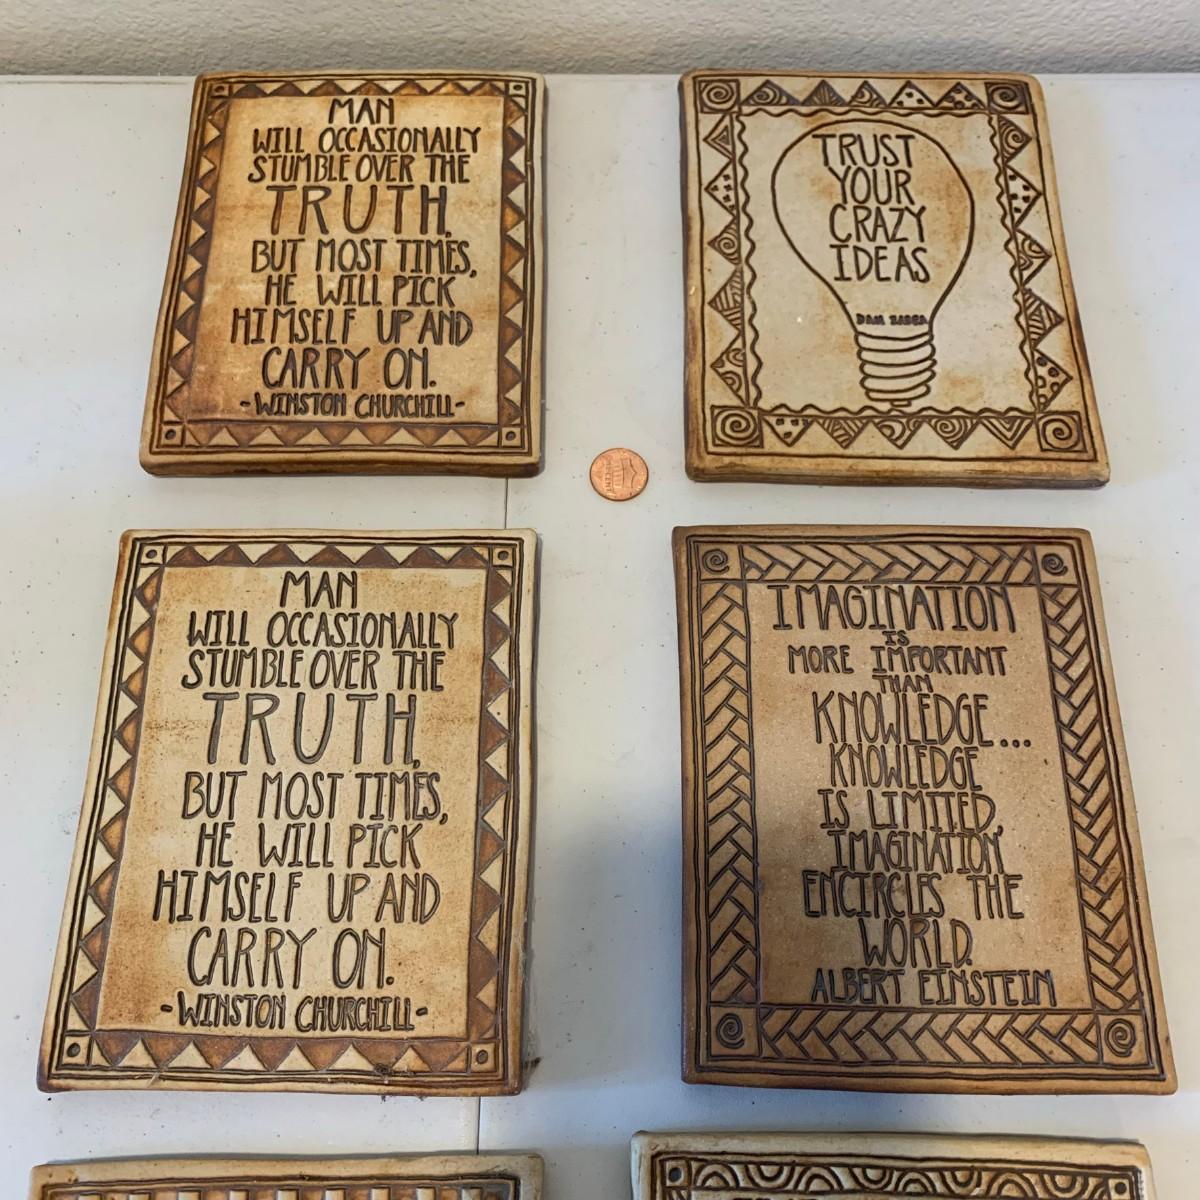 MAN
WILL OCCASIONALLY
STUMBLE OVER THE
TRUTH,
BUT MOST TIMES,
HE WILL PICK
HIMSELF UP AND
CARRY ON.
-WINSTON CHURCHILL-
TRUST
YOUR
CRAZY
IDEAS
DAN ZADRA
MAN
WILL OCCASIONALLY
STUMBLE OVER THE
TRUTH,
BUT MOST TIMES,
HE WILL PICK
HIMSELF UP AND
CARRY ON.
-WINSTON CHURCHILL-
IMAGINATION
IS
MORE IMPORTANT
THAN
KNOWLEDGE...
KNOWLEDGE
IS LIMITED,
IMAGINATION
ENCIRCLES THE
WORLD.
ALBERT EINSTEIN